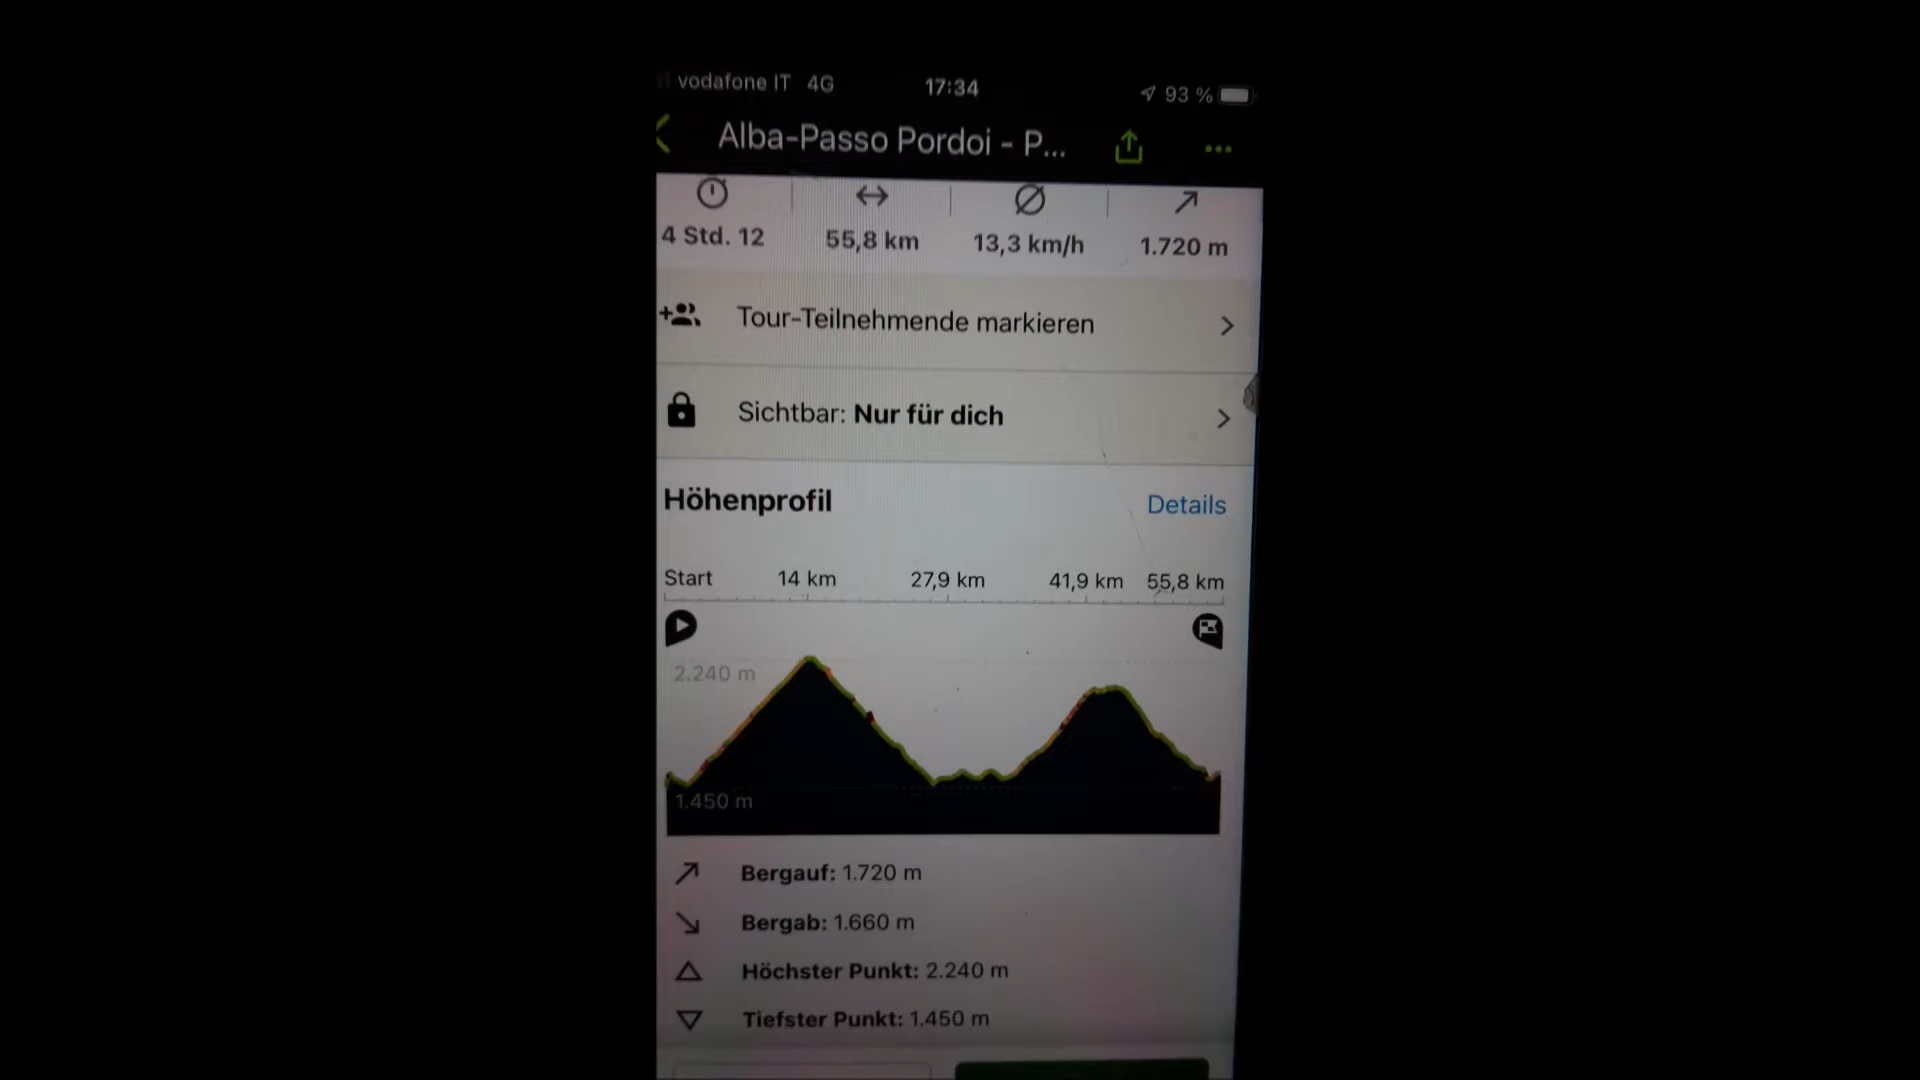 vodafone IT 4G 17:34 93 %
Alba-Passo Pordoi - P...
4 Std. 12 55,8 km 13,3 km/h 1.720 m
Tour-Teilnehmende markieren
Sichtbar: Nur für dich
Höhenprofil Details
Start 14 km 27,9 km 41,9 km 55,8 km
2.240 m
1.450 m
Bergauf: 1.720 m
Bergab: 1.660 m
Höchster Punkt: 2.240 m
Tiefster Punkt: 1.450 m